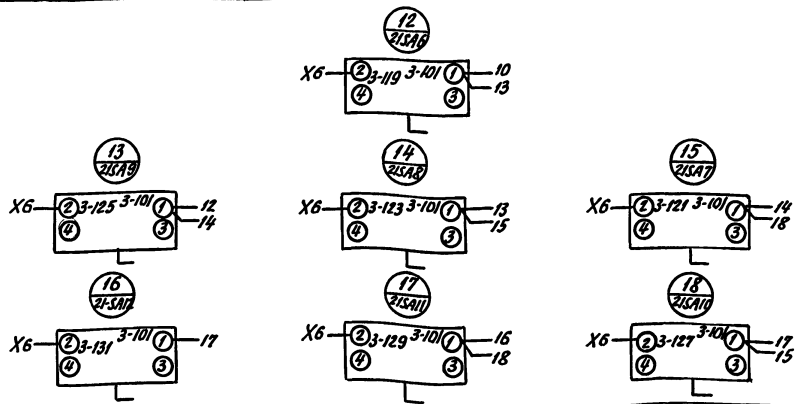 12
21SA6
X6 2 3-119 3-101 1 10
13
4 3
13
21SA9
14
21SA8
15
21SA7
X6 2 3-125 3-101 1 12
14
4 3
X6 2 3-123 3-101 1 13
15
4 3
X6 2 3-121 3-101 1 14
18
4 3
16
21-SA12
17
21SA11
18
21SA10
X6 2 3-131 3-101 1 17
4 3
X6 2 3-129 3-101 1 16
18
4 3
X6 2 3-127 3-101 1 17
15
4 3